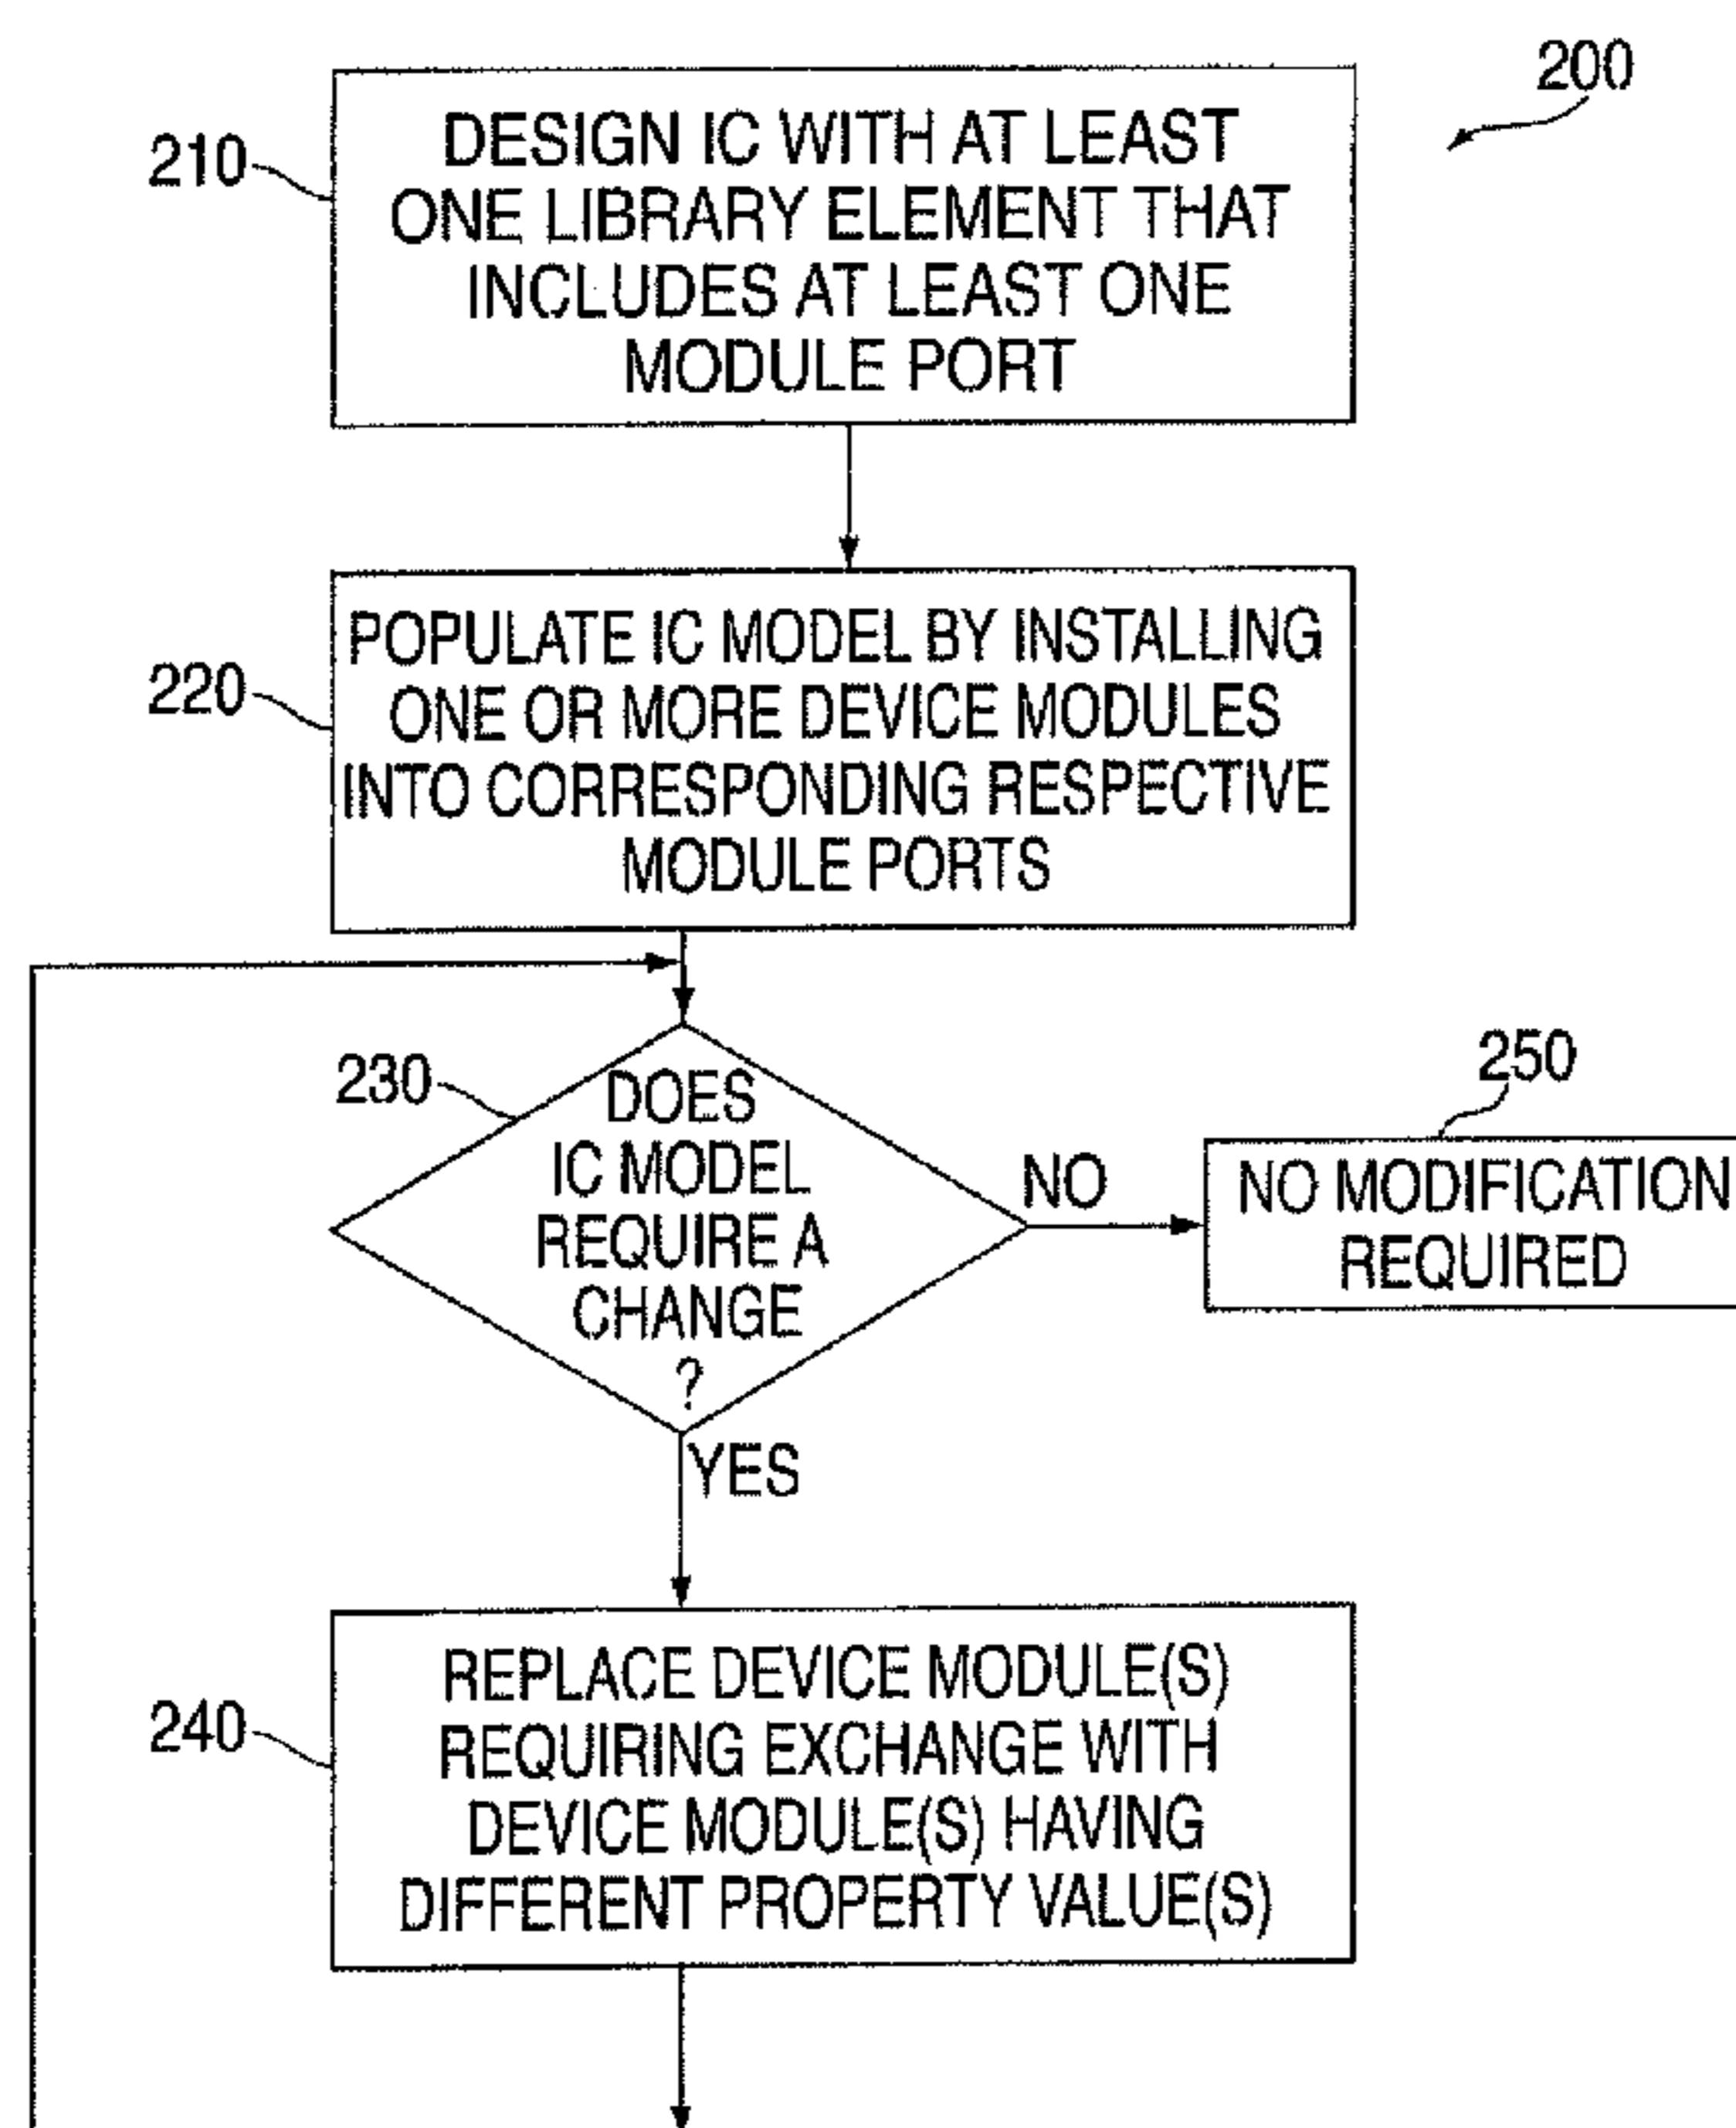 200
210
DESIGN IC WITH AT LEAST
ONE LIBRARY ELEMENT THAT
INCLUDES AT LEAST ONE
MODULE PORT
220
POPULATE IC MODEL BY INSTALLING
ONE OR MORE DEVICE MODULES
INTO CORRESPONDING RESPECTIVE
MODULE PORTS
230
DOES
IC MODEL
REQUIRE A
CHANGE
?
NO
250
NO MODIFICATION
REQUIRED
YES
240
REPLACE DEVICE MODULE(S)
REQUIRING EXCHANGE WITH
DEVICE MODULE(S) HAVING
DIFFERENT PROPERTY VALUE(S)